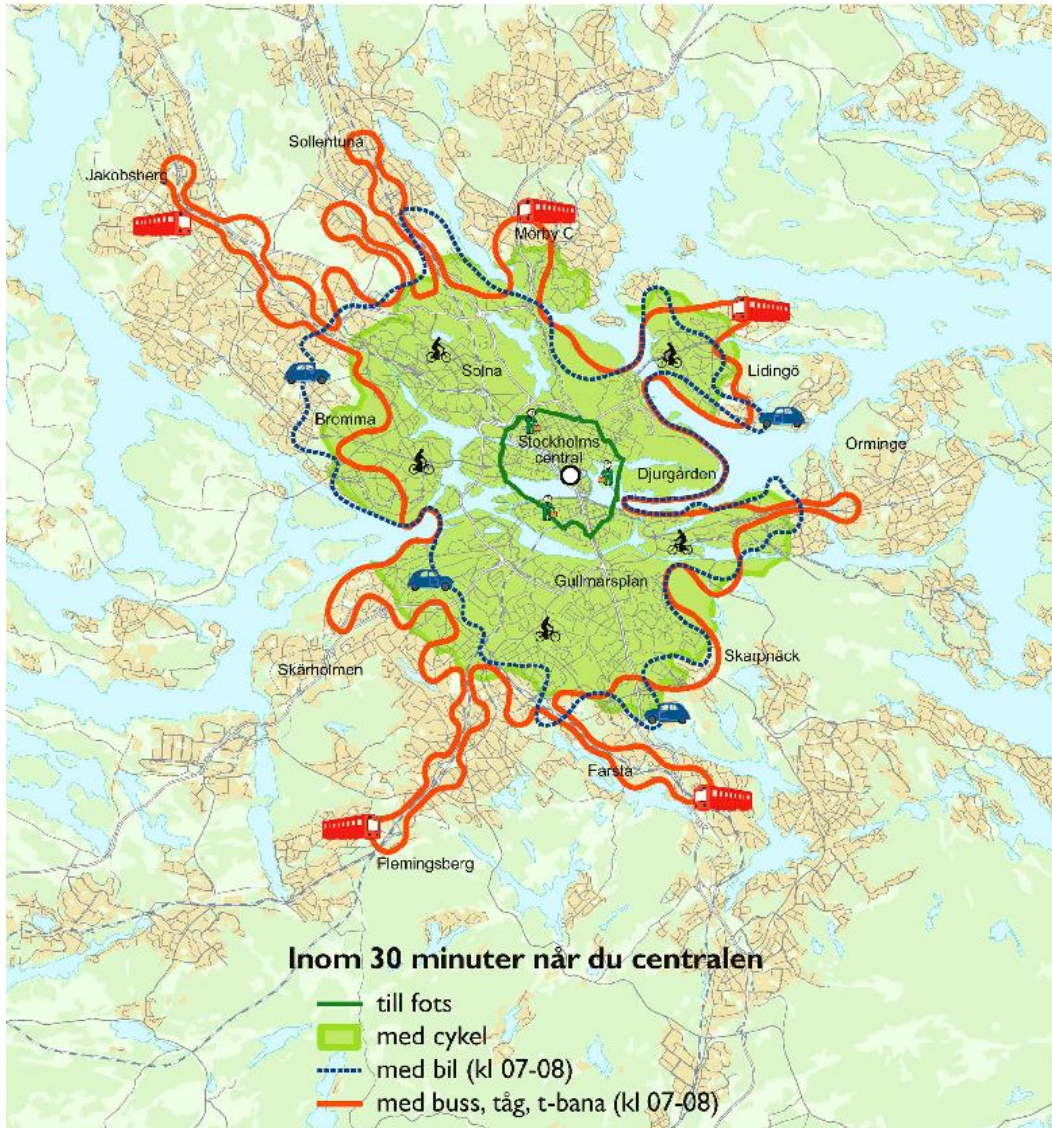 Sollentuna
Jakobsberg
Mörby C
Solna
Lidingö
Bromma
Stockholms
central
Orminge
Djurgården
Gullmarsplan
Skärholmen
Skarpnäck
Farsta
Flemingsberg
Inom 30 minuter når du centralen
till fots
med cykel
med bil (kl 07-08)
med buss, tåg, t-bana (kl 07-08)